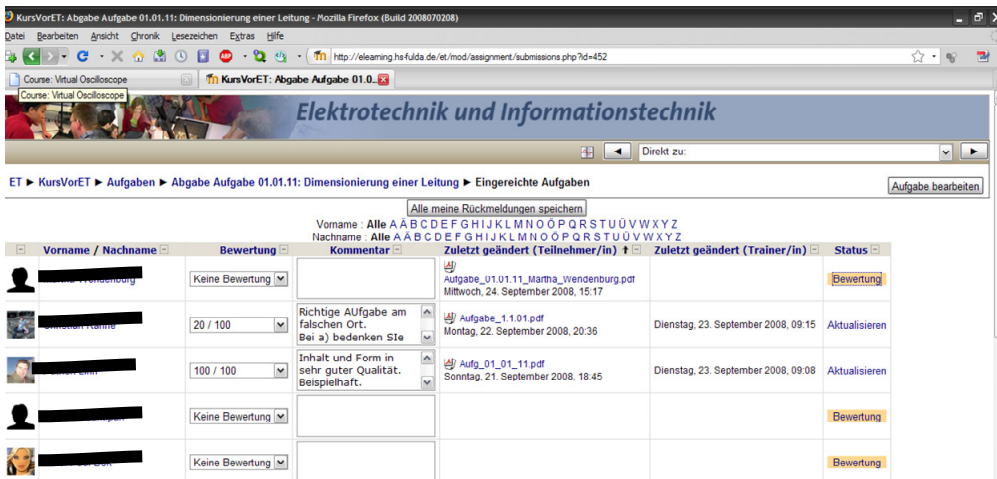 KursVorET: Abgabe Aufgabe 01.01.11: Dimensionierung einer Leitung - Mozilla Firefox (Build 2008070208)
Datei Bearbeiten Ansicht Chronik Lesezeichen Extras Hilfe
http://elearning.hs-fulda.de/et/mod/assignment/submissions.php?id=452
Course: Virtual Oscilloscope KursVorET: Abgabe Aufgabe 01.0...
Course: Virtual Oscilloscope
Elektrotechnik und Informationstechnik
Direkt zu:
ET ► KursVorET ► Aufgaben ► Abgabe Aufgabe 01.01.11: Dimensionierung einer Leitung ► Eingereichte Aufgaben
Aufgabe bearbeiten
Alle meine Rückmeldungen speichern
Vorname : Alle A Ä B C D E F G H I J K L M N O Ö P Q R S T U Ü V W X Y Z
Nachname : Alle A Ä B C D E F G H I J K L M N O Ö P Q R S T U Ü V W X Y Z
Vorname / Nachname Bewertung Kommentar Zuletzt geändert (Teilnehmer/in) ↑ Zuletzt geändert (Trainer/in) Status
Keine Bewertung
Aufgabe_01.01.11_Martha_Wendenburg.pdf
Mittwoch, 24. September 2008, 15:17
Bewertung
20 / 100
Richtige AUfgabe am
falschen Ort.
Bei a) bedenken SIe
Aufgabe_1.1.01.pdf
Montag, 22. September 2008, 20:36
Dienstag, 23. September 2008, 09:15
Aktualisieren
100 / 100
Inhalt und Form in
sehr guter Qualität.
Beispielhaft.
Aufg_01_01_11.pdf
Sonntag, 21. September 2008, 18:45
Dienstag, 23. September 2008, 09:08
Aktualisieren
Keine Bewertung
Bewertung
Keine Bewertung
Bewertung